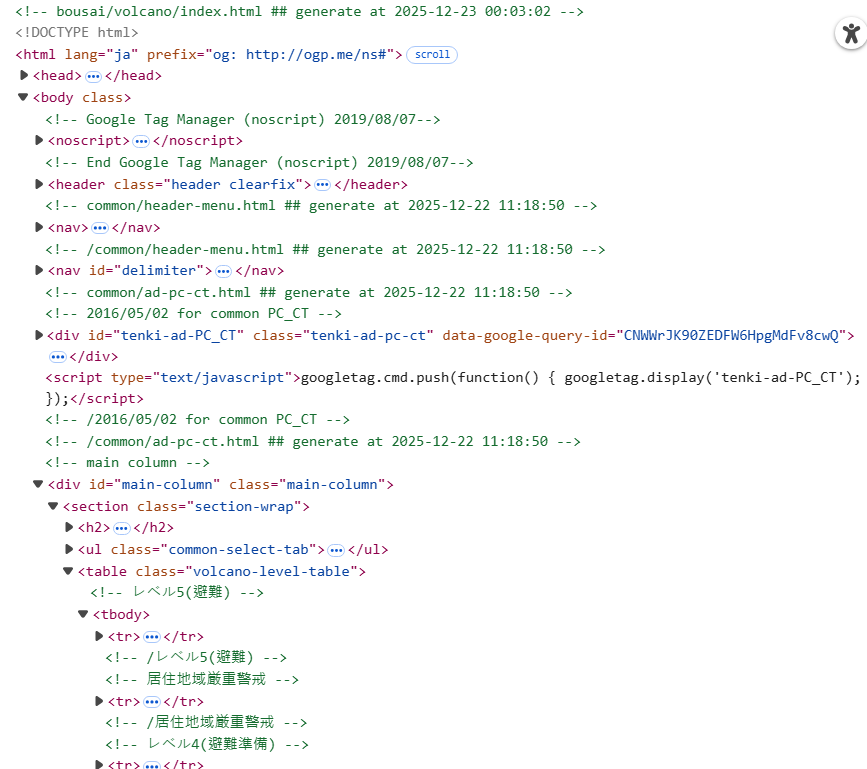 <!-- bousai/volcano/index.html ## generate at 2025-12-23 00:03:02 -->
<!DOCTYPE html>
<html lang="ja" prefix="og: http://ogp.me/ns#"> scroll
<head> ••• </head>
<body class>
<!-- Google Tag Manager (noscript) 2019/08/07-->
<noscript> ••• </noscript>
<!-- End Google Tag Manager (noscript) 2019/08/07-->
<header class="header clearfix"> ••• </header>
<!-- common/header-menu.html ## generate at 2025-12-22 11:18:50 -->
<nav> ••• </nav>
<!-- /common/header-menu.html ## generate at 2025-12-22 11:18:50 -->
<nav id="delimiter"> ••• </nav>
<!-- common/ad-pc-ct.html ## generate at 2025-12-22 11:18:50 -->
<!-- 2016/05/02 for common PC_CT -->
<div id="tenki-ad-PC_CT" class="tenki-ad-pc-ct" data-google-query-id="CNWWrJK90ZEDFW6HpgMdFv8cwQ">
••• </div>
<script type="text/javascript">googletag.cmd.push(function() { googletag.display('tenki-ad-PC_CT');
});</script>
<!-- /2016/05/02 for common PC_CT -->
<!-- /common/ad-pc-ct.html ## generate at 2025-12-22 11:18:50 -->
<!-- main column -->
<div id="main-column" class="main-column">
<section class="section-wrap">
<h2> ••• </h2>
<ul class="common-select-tab"> ••• </ul>
<table class="volcano-level-table">
<!-- レベル5(避難) -->
<tbody>
<tr> ••• </tr>
<!-- /レベル5(避難) -->
<!-- 居住地域厳重警戒 -->
<tr> ••• </tr>
<!-- /居住地域厳重警戒 -->
<!-- レベル4(避難準備) -->
<tr> ••• </tr>